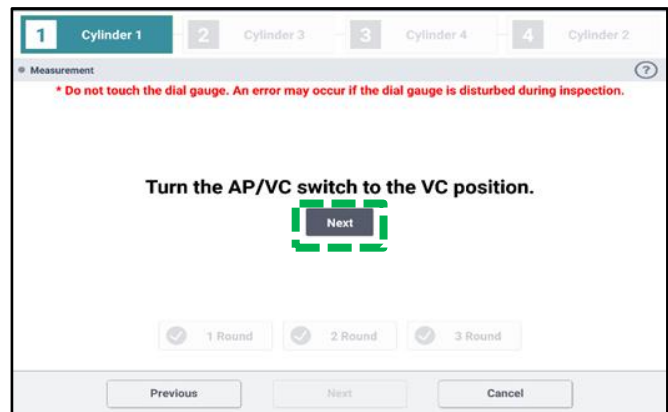 1 Cylinder 1 2 Cylinder 3 3 Cylinder 4 4 Cylinder 2
Measurement ?
* Do not touch the dial gauge. An error may occur if the dial gauge is disturbed during inspection.
Turn the AP/VC switch to the VC position.
Next
1 Round 2 Round 3 Round
Previous Next Cancel